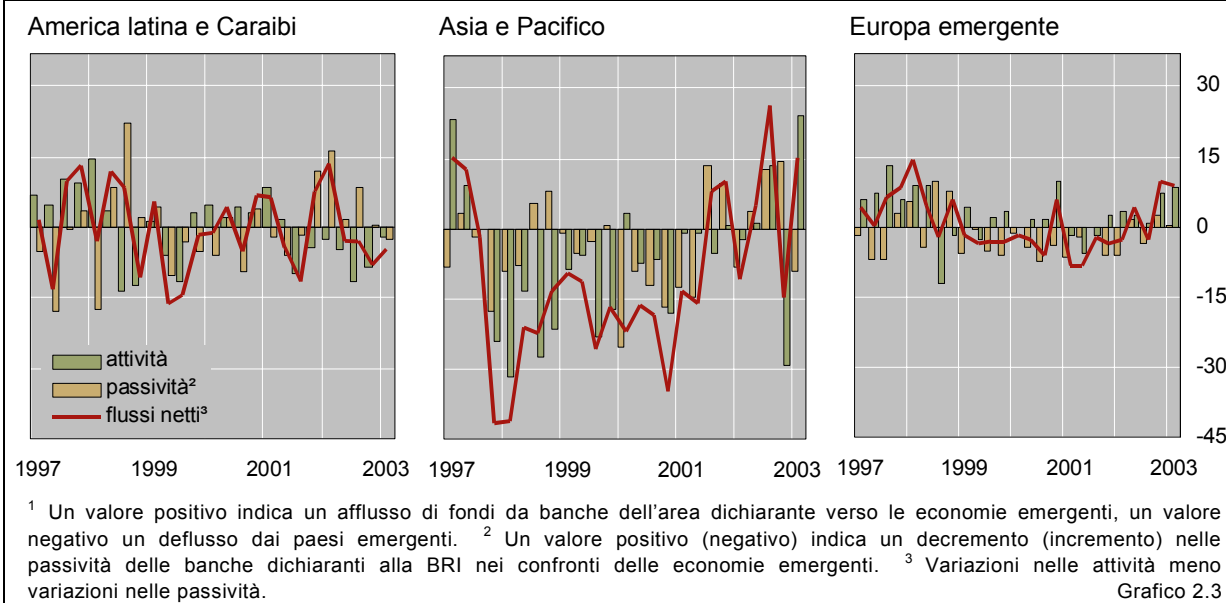 America latina e Caraibi
Asia e Pacifico
Europa emergente
30
15
0
-15
-30
-45
attività
passività²
flussi netti³
1997 1999 2001 2003
1997 1999 2001 2003
1997 1999 2001 2003
¹ Un valore positivo indica un afflusso di fondi da banche dell’area dichiarante verso le economie emergenti, un valore
negativo un deflusso dai paesi emergenti. ² Un valore positivo (negativo) indica un decremento (incremento) nelle
passività delle banche dichiaranti alla BRI nei confronti delle economie emergenti. ³ Variazioni nelle attività meno
variazioni nelle passività.
Grafico 2.3